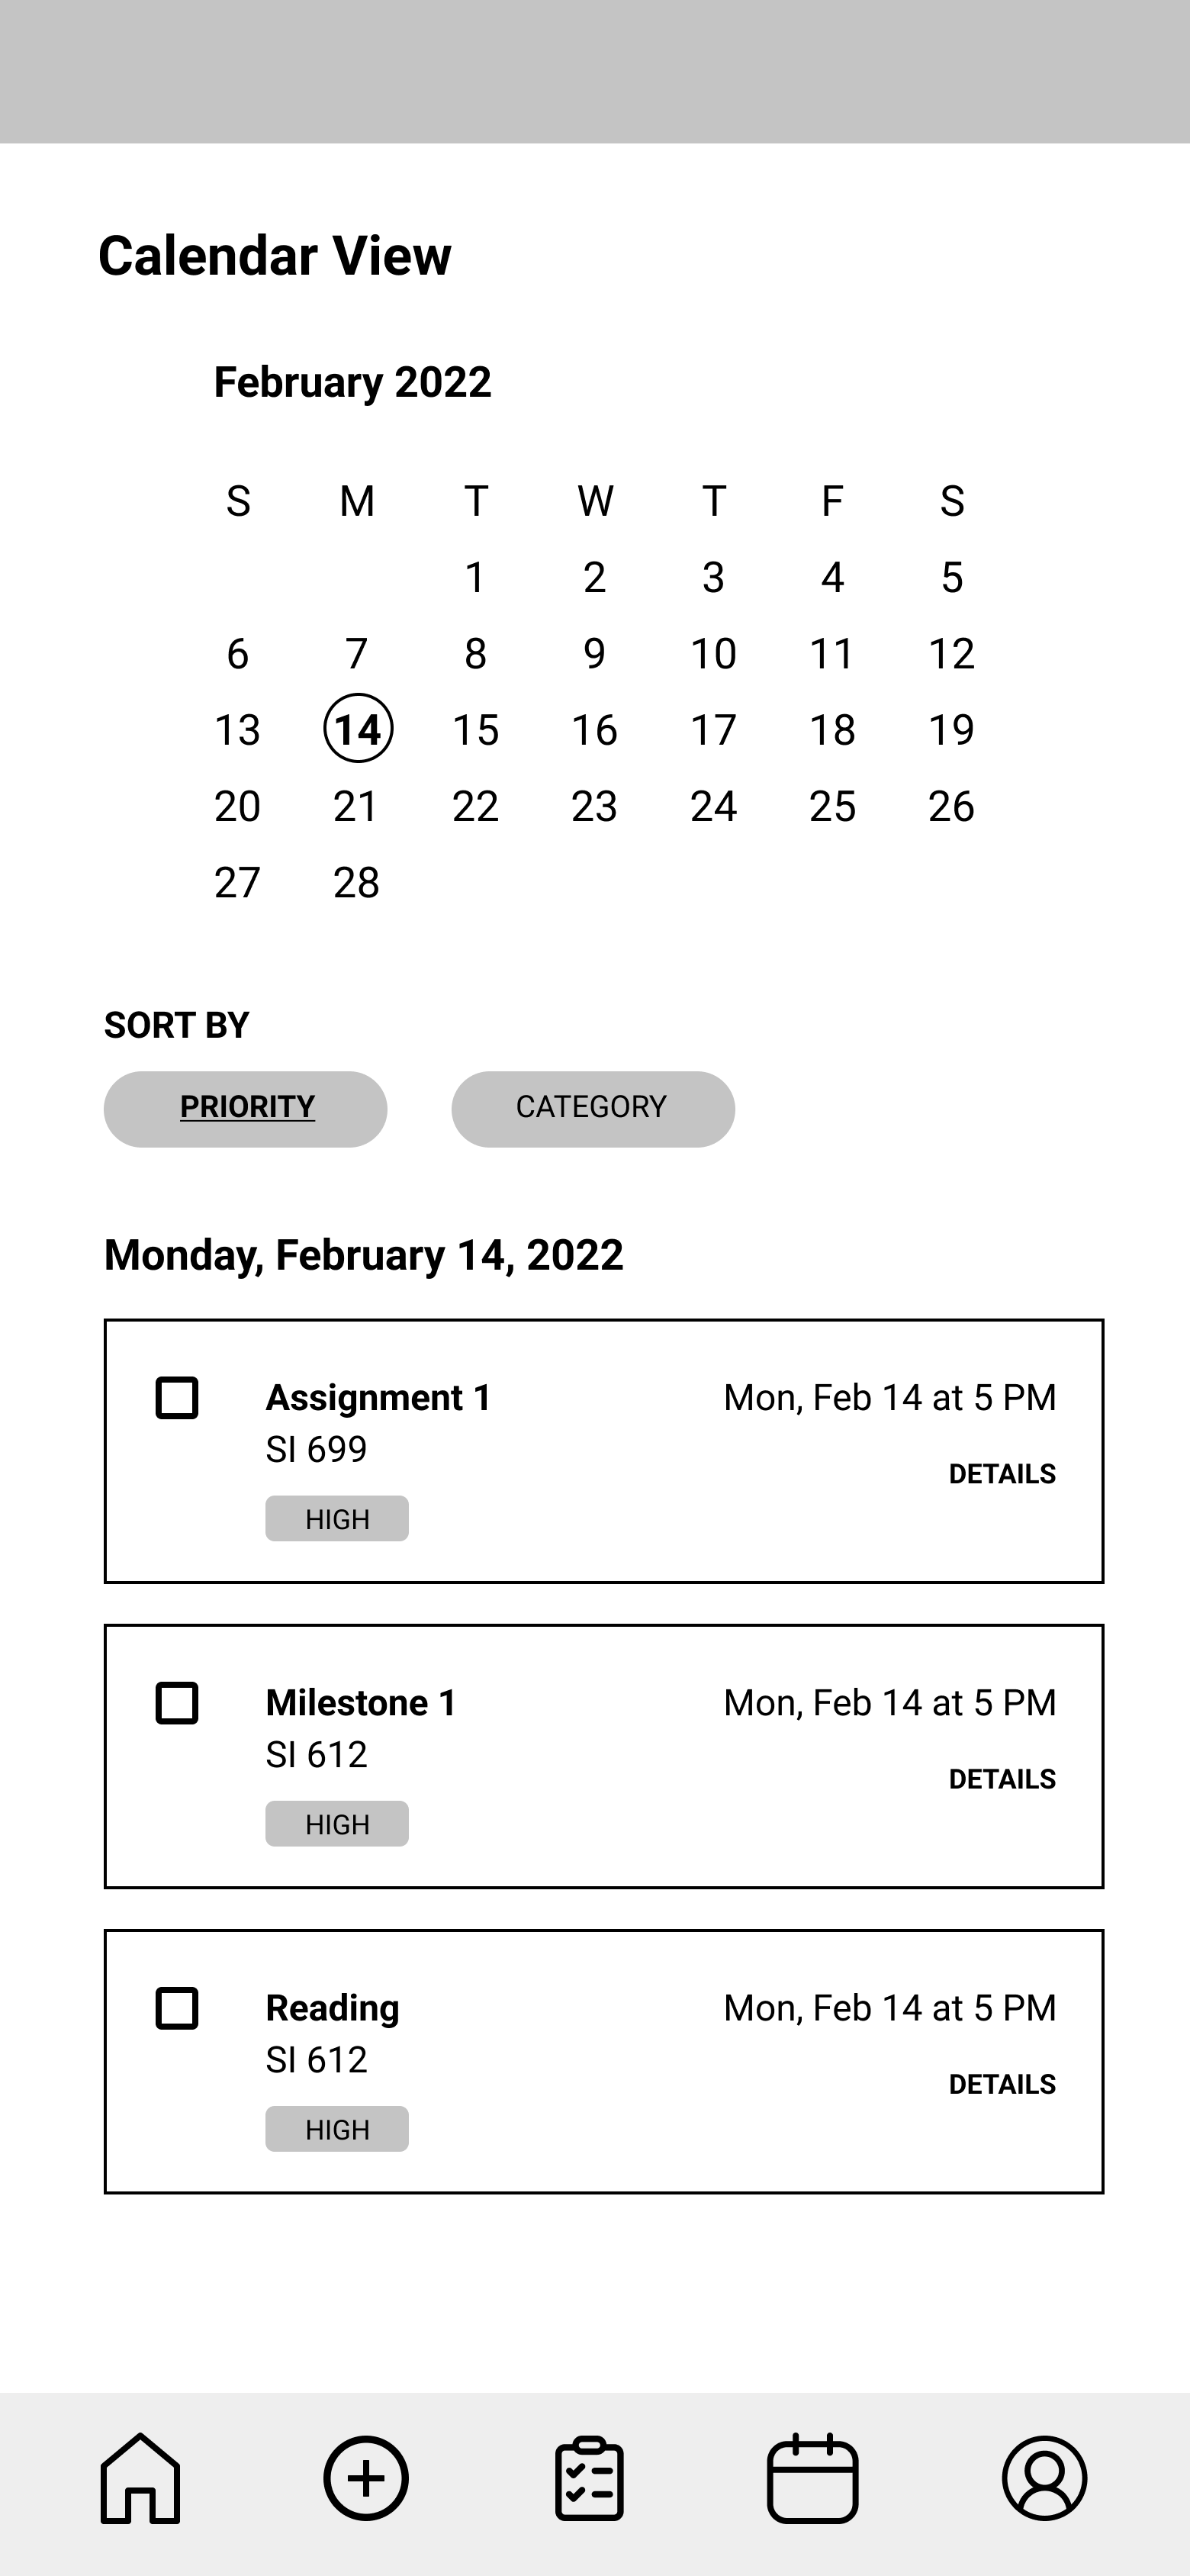 Calendar View
February 2022
S M T W T F S
1 2 3 4 5
6 7 8 9 10 11 12
13 14 15 16 17 18 19
20 21 22 23 24 25 26
27 28
SORT BY
PRIORITY CATEGORY
Monday, February 14, 2022
Assignment 1 Mon, Feb 14 at 5 PM
SI 699
DETAILS
HIGH
Milestone 1 Mon, Feb 14 at 5 PM
SI 612
DETAILS
HIGH
Reading Mon, Feb 14 at 5 PM
SI 612
DETAILS
HIGH